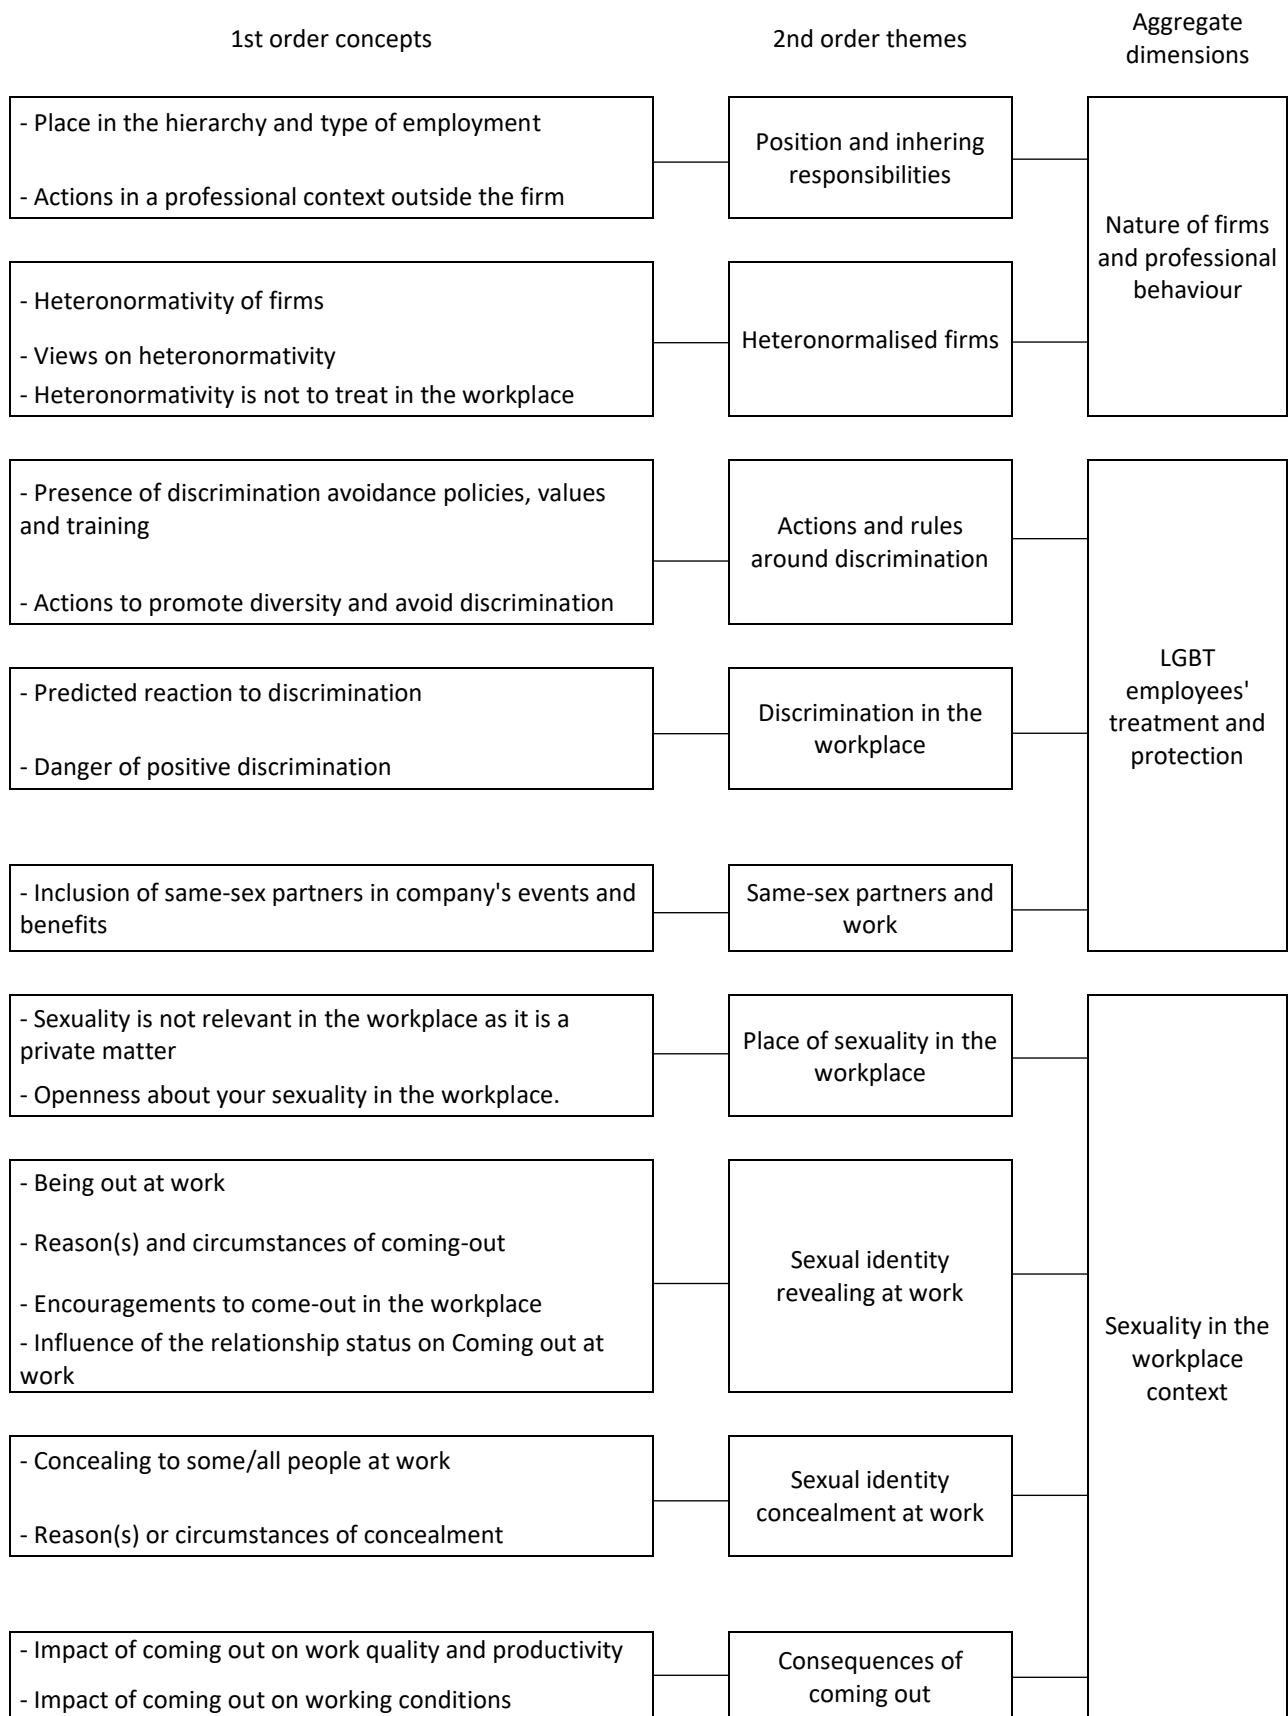 1st order concepts
2nd order themes
Aggregate
dimensions
- Place in the hierarchy and type of employment
- Actions in a professional context outside the firm
Position and inhering
responsibilities
Nature of firms
and professional
behaviour
- Heteronormativity of firms
- Views on heteronormativity
- Heteronormativity is not to treat in the workplace
Heteronormalised firms
- Presence of discrimination avoidance policies, values
and training
- Actions to promote diversity and avoid discrimination
Actions and rules
around discrimination
LGBT
employees'
treatment and
protection
- Predicted reaction to discrimination
- Danger of positive discrimination
Discrimination in the
workplace
- Inclusion of same-sex partners in company's events and
benefits
Same-sex partners and
work
- Sexuality is not relevant in the workplace as it is a
private matter
- Openness about your sexuality in the workplace.
Place of sexuality in the
workplace
Sexuality in the
workplace
context
- Being out at work
- Reason(s) and circumstances of coming-out
- Encouragements to come-out in the workplace
- Influence of the relationship status on Coming out at
work
Sexual identity
revealing at work
- Concealing to some/all people at work
- Reason(s) or circumstances of concealment
Sexual identity
concealment at work
- Impact of coming out on work quality and productivity
- Impact of coming out on working conditions
Consequences of
coming out